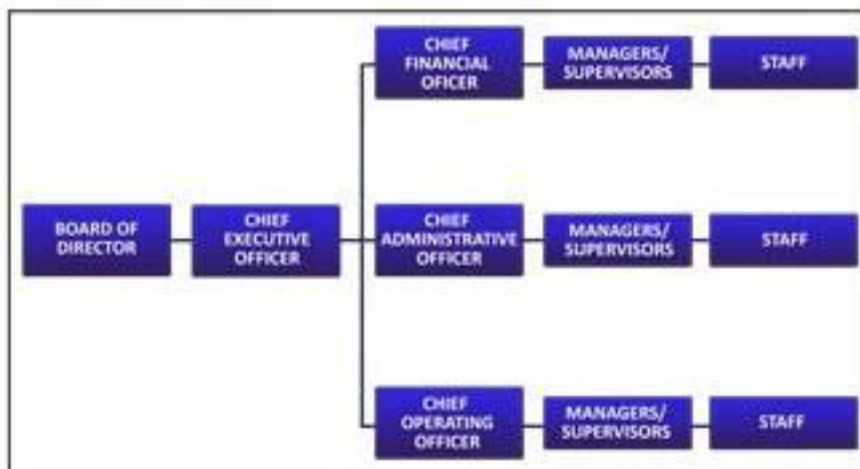 CHIEF
FINANCIAL
OFICER
MANAGERS/
SUPERVISORS
STAFF
BOARD OF
DIRECTOR
CHIEF
EXECUTIVE
OFFICER
CHIEF
ADMINISTRATIVE
OFFICER
MANAGERS/
SUPERVISORS
STAFF
CHIEF
OPERATING
OFFICER
MANAGERS/
SUPERVISORS
STAFF